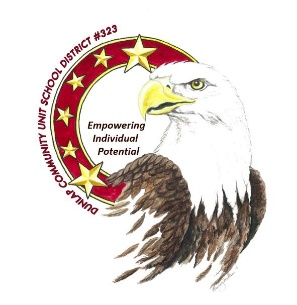 DUNLAP COMMUNITY UNIT SCHOOL DISTRICT #323
Empowering
Individual
Potential